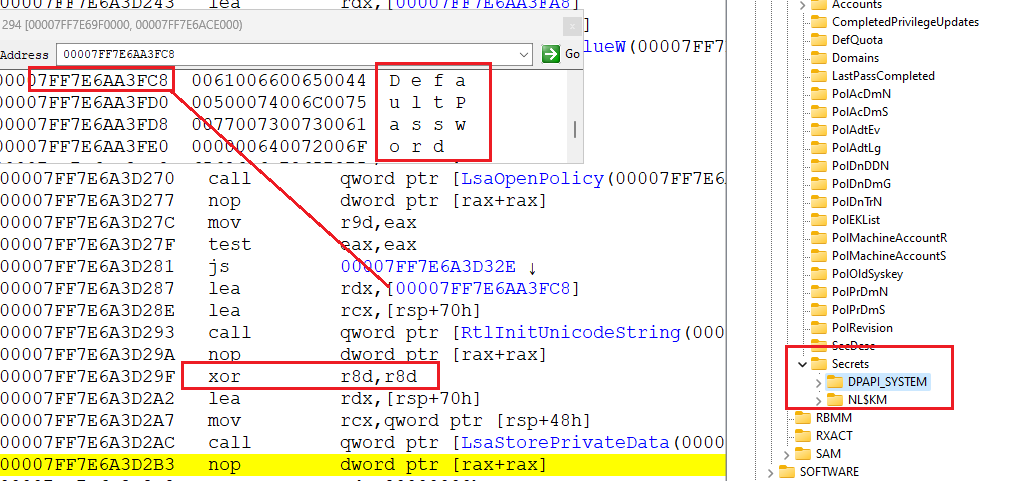 00007FF7E6A3D243 lea rdx,[00007FF7E6AA3FA8]
294 [00007FF7E69F0000, 00007FF7E6ACE000)
Address 00007FF7E6AA3FC8 Go
lueW(00007FF7
00007FF7E6AA3FC8 0061006600650044 D e f a
00007FF7E6AA3FD0 00500074006C0075 u l t P
00007FF7E6AA3FD8 0077007300730061 a s s w
00007FF7E6AA3FE0 000000640072006F o r d
00007FF7E6A3D270 call qword ptr [LsaOpenPolicy(00007FF7E6A
00007FF7E6A3D277 nop dword ptr [rax+rax]
00007FF7E6A3D27C mov r9d,eax
00007FF7E6A3D27F test eax,eax
00007FF7E6A3D281 js 00007FF7E6A3D32E ↓
00007FF7E6A3D287 lea rdx,[00007FF7E6AA3FC8]
00007FF7E6A3D28E lea rcx,[rsp+70h]
00007FF7E6A3D293 call qword ptr [RtlInitUnicodeString(000
00007FF7E6A3D29A nop dword ptr [rax+rax]
00007FF7E6A3D29F xor r8d,r8d
00007FF7E6A3D2A2 lea rdx,[rsp+70h]
00007FF7E6A3D2A7 mov rcx,qword ptr [rsp+48h]
00007FF7E6A3D2AC call qword ptr [LsaStorePrivateData(0000
00007FF7E6A3D2B3 nop dword ptr [rax+rax]
Accounts
CompletedPrivilegeUpdates
DefQuota
Domains
LastPassCompleted
PolAcDmN
PolAcDmS
PolAdtEv
PolAdtLg
PolDnDDN
PolDnDmG
PolDnTrN
PolEKList
PolMachineAccountR
PolMachineAccountS
PolOldSyskey
PolPrDmN
PolPrDmS
PolRevision
SecDesc
Secrets
DPAPI_SYSTEM
NL$KM
RBMM
RXACT
SAM
SOFTWARE